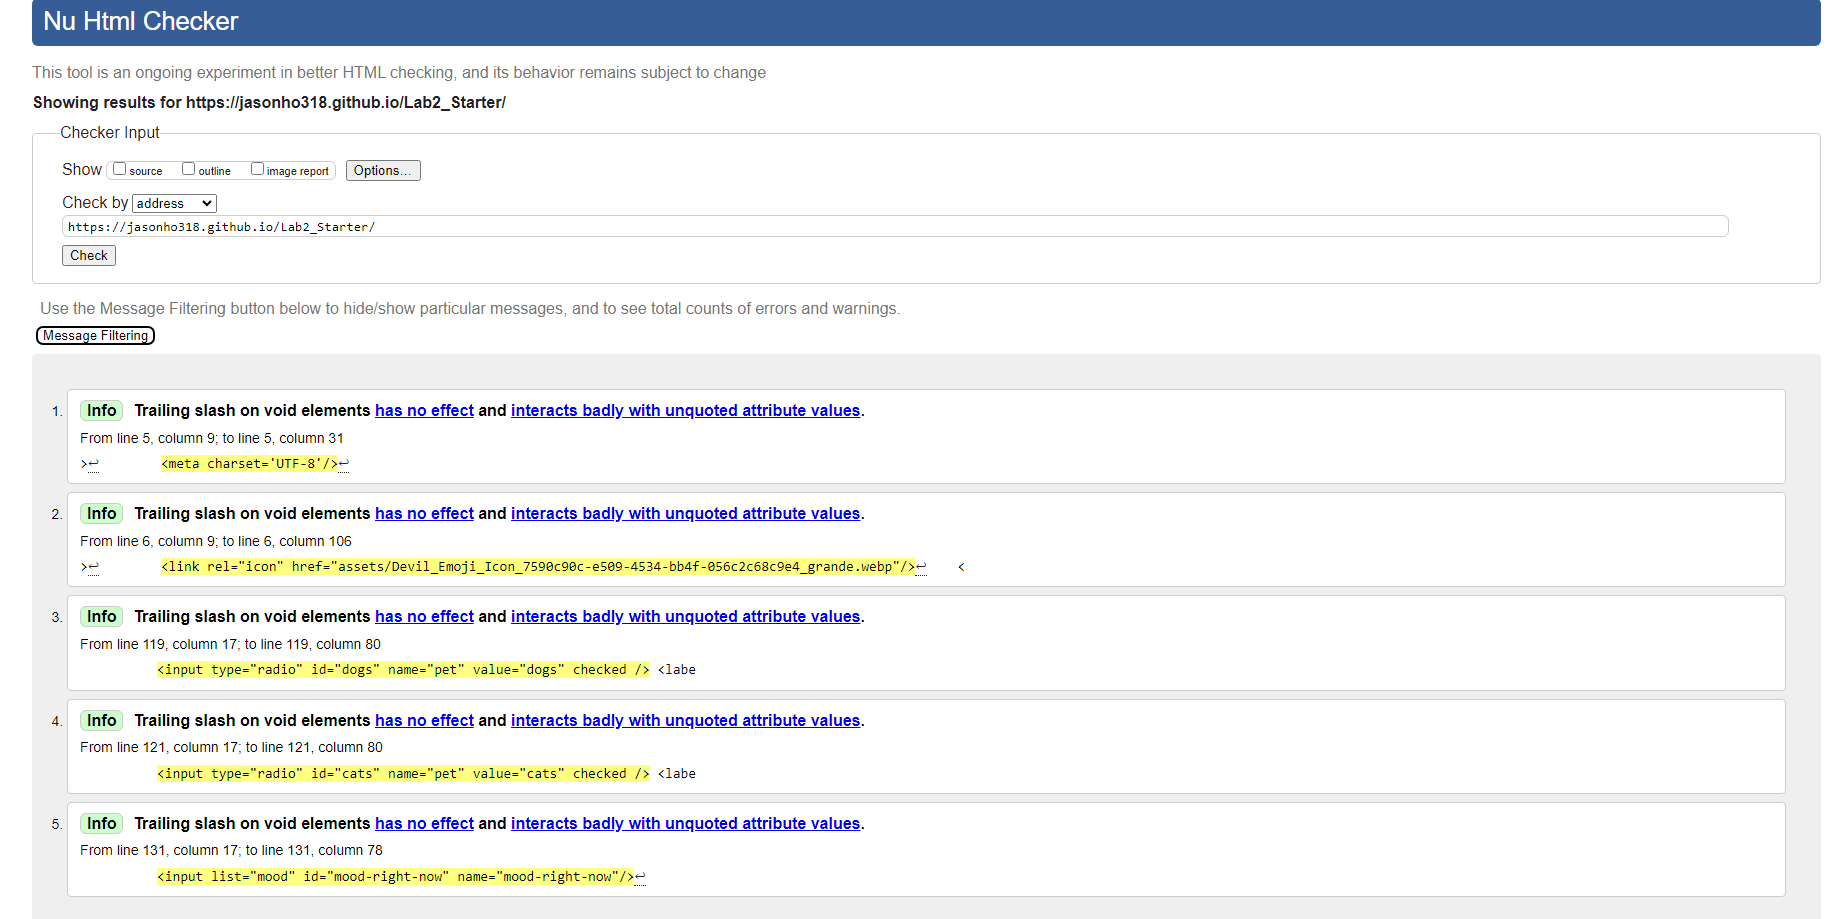 Nu Html Checker
This tool is an ongoing experiment in better HTML checking, and its behavior remains subject to change
Showing results for https://jasonho318.github.io/Lab2_Starter/
Checker Input
Show source outline image report Options...
Check by address
https://jasonho318.github.io/Lab2_Starter/
Check
Use the Message Filtering button below to hide/show particular messages, and to see total counts of errors and warnings.
Message Filtering
1. Info Trailing slash on void elements has no effect and interacts badly with unquoted attribute values.
From line 5, column 9; to line 5, column 31
>↩ <meta charset='UTF-8'/>↩
2. Info Trailing slash on void elements has no effect and interacts badly with unquoted attribute values.
From line 6, column 9; to line 6, column 106
>↩ <link rel="icon" href="assets/Devil_Emoji_Icon_7590c90c-e509-4534-bb4f-056c2c68c9e4_grande.webp"/>↩ <
3. Info Trailing slash on void elements has no effect and interacts badly with unquoted attribute values.
From line 119, column 17; to line 119, column 80
<input type="radio" id="dogs" name="pet" value="dogs" checked /> <labe
4. Info Trailing slash on void elements has no effect and interacts badly with unquoted attribute values.
From line 121, column 17; to line 121, column 80
<input type="radio" id="cats" name="pet" value="cats" checked /> <labe
5. Info Trailing slash on void elements has no effect and interacts badly with unquoted attribute values.
From line 131, column 17; to line 131, column 78
<input list="mood" id="mood-right-now" name="mood-right-now"/>↩